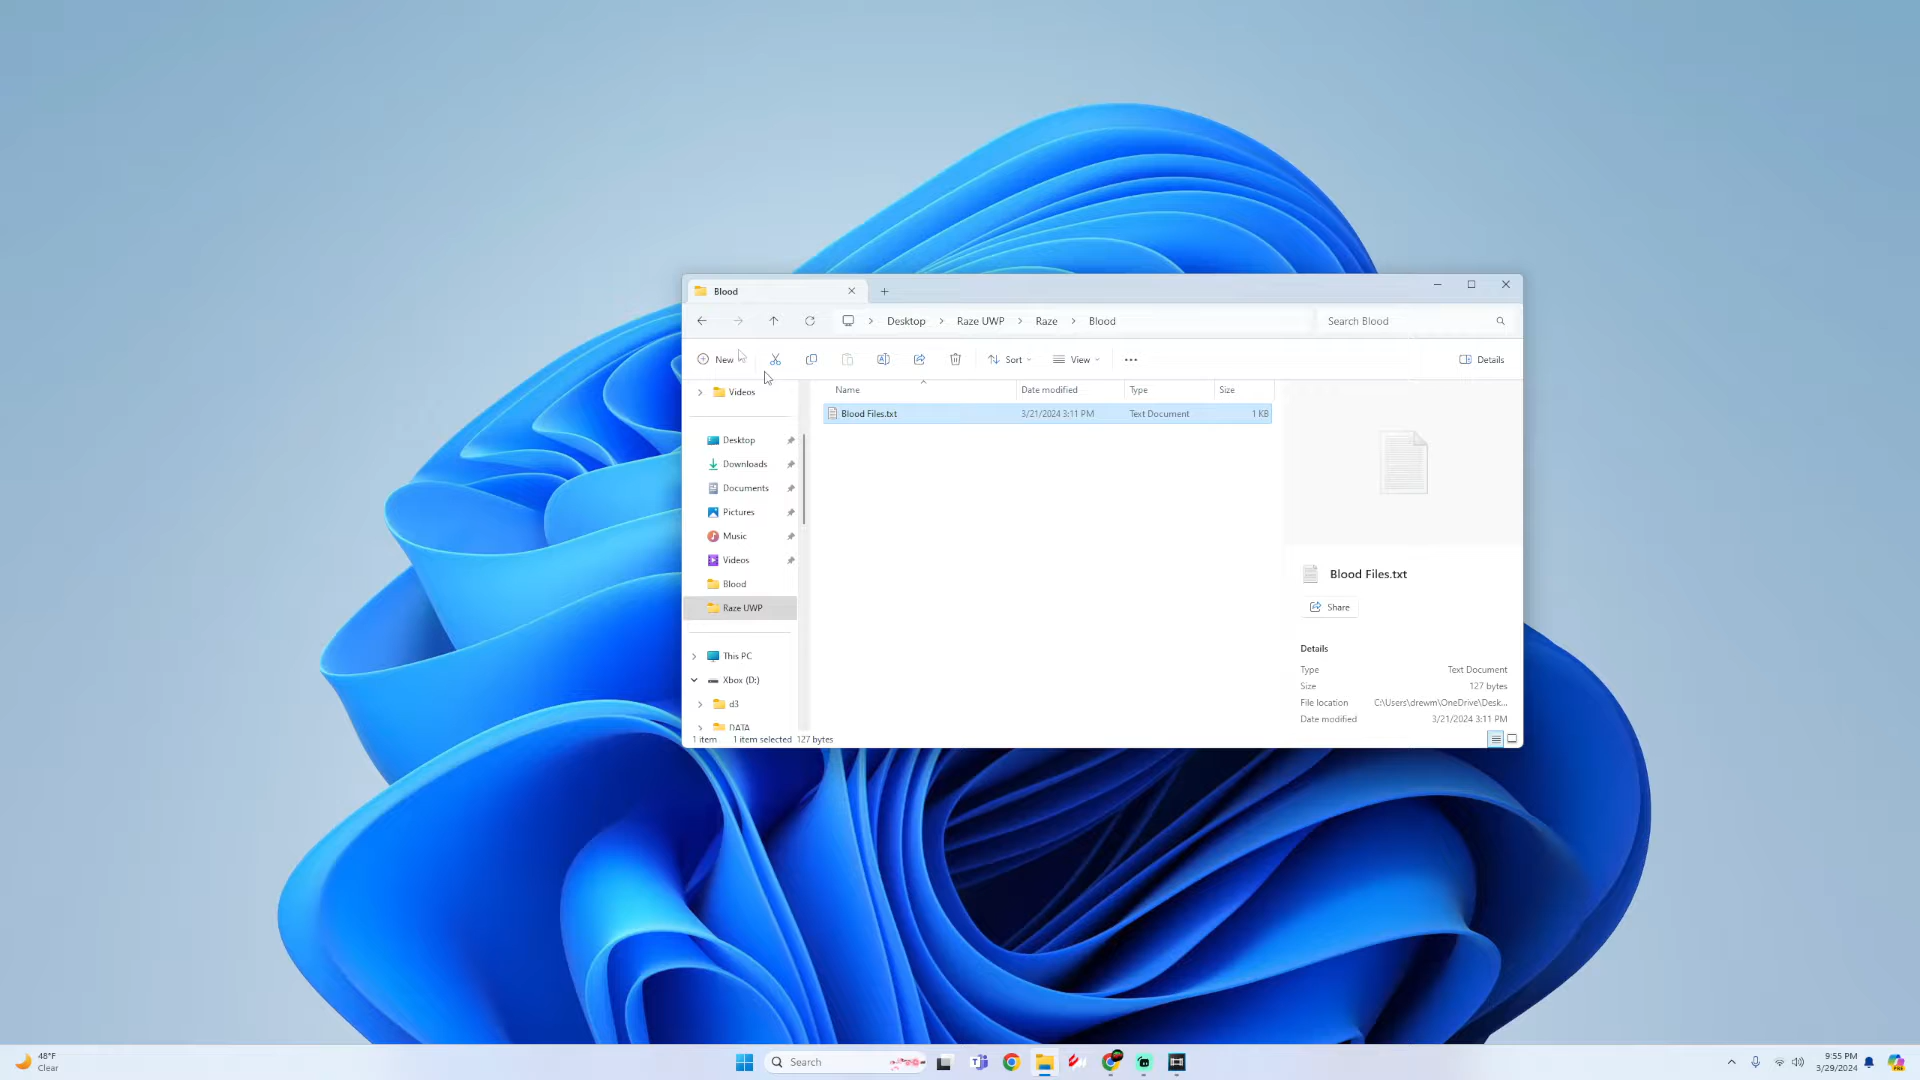 Blood
Desktop
Raze UWP
Raze
Blood
Search Blood
New
Sort
View
Details
Name
Date modified
Type
Size
Videos
Blood Files.txt
3/21/2024 3:11 PM
Text Document
1 KB
Desktop
Downloads
Documents
Pictures
Music
Videos
Blood
Raze UWP
This PC
Xbox (D:)
d3
DATA
Blood Files.txt
Share
Details
Type
Text Document
Size
127 bytes
File location
C:\Users\drewm\OneDrive\Desk...
Date modified
3/21/2024 3:11 PM
1 item
1 item selected
127 bytes
48°F
Clear
Search
9:55 PM
3/29/2024